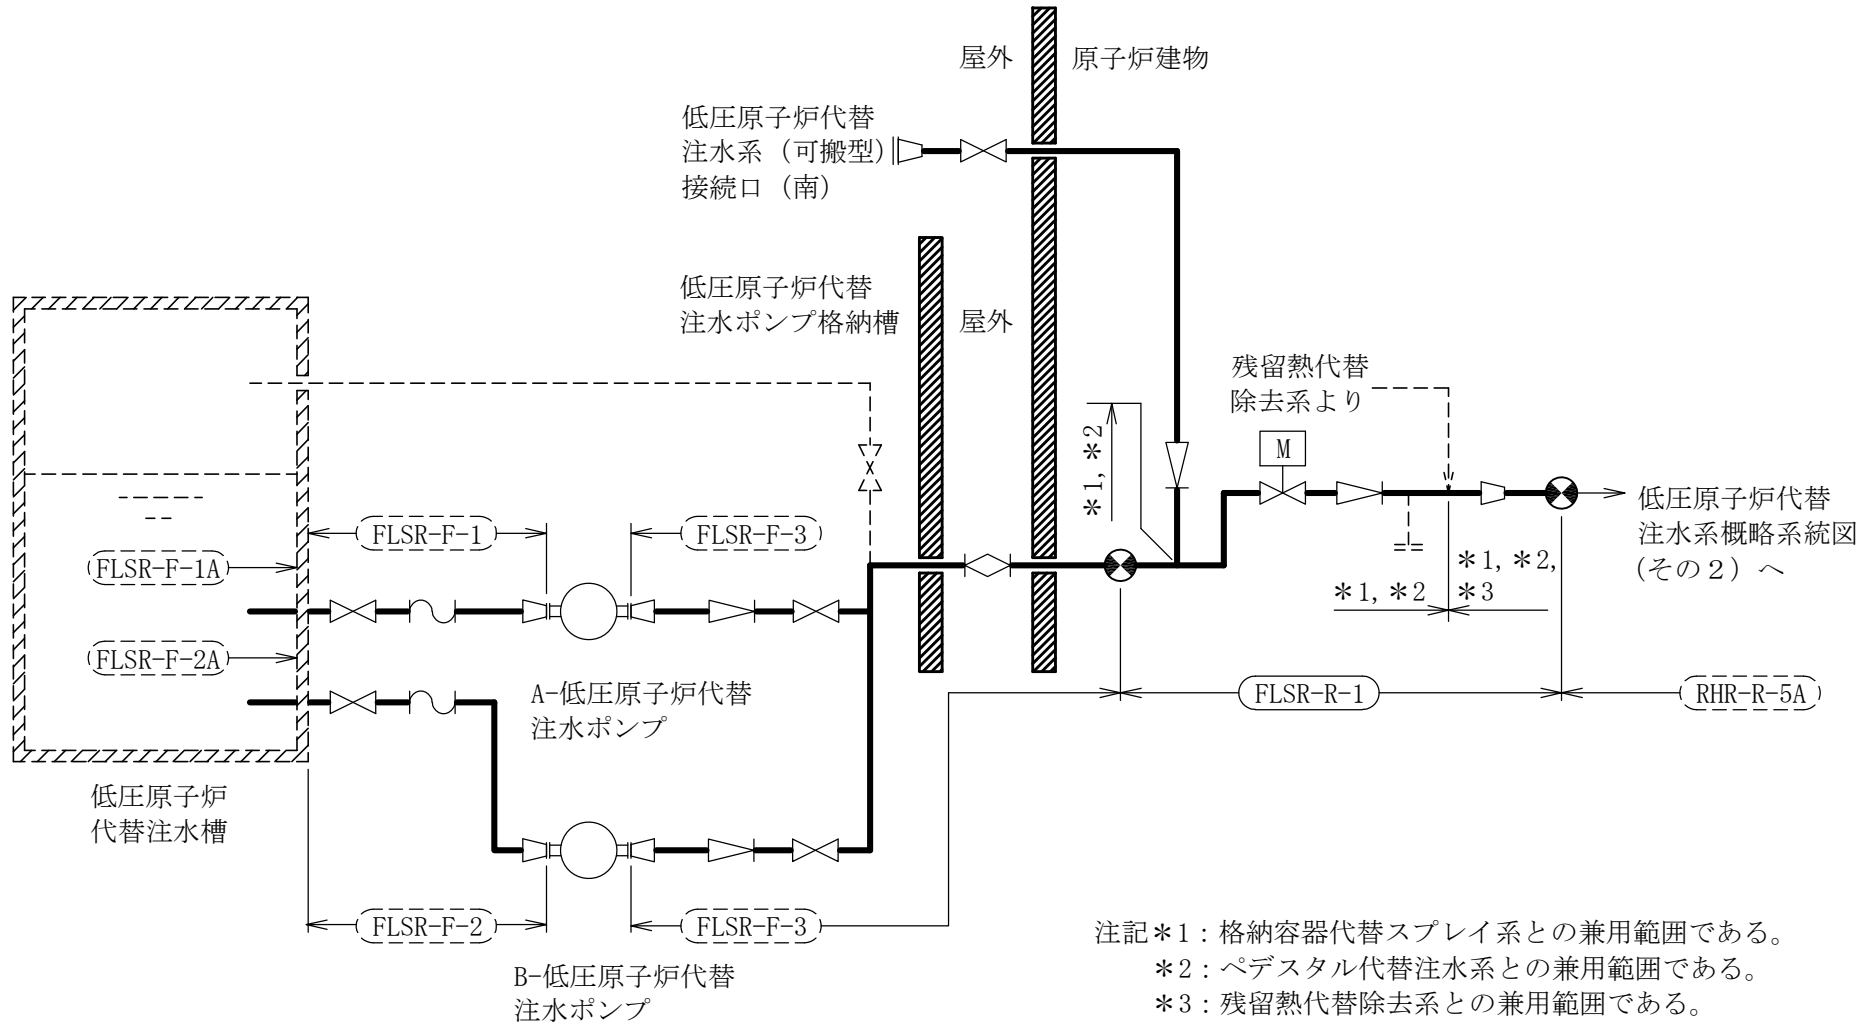 屋外
原子炉建物
低圧原子炉代替
注水系（可搬型）
接続口（南）
低圧原子炉代替
注水ポンプ格納槽
屋外
残留熱代替
除去系より
＊1,＊2
M
低圧原子炉代替
注水系概略系統図
（その２）へ
FLSR-F-1
FLSR-F-3
FLSR-F-1A
＊1,＊2,
＊1,＊2
＊3
FLSR-F-2A
A-低圧原子炉代替
注水ポンプ
FLSR-R-1
RHR-R-5A
低圧原子炉
代替注水槽
FLSR-F-2
FLSR-F-3
B-低圧原子炉代替
注水ポンプ
注記＊1：格納容器代替スプレイ系との兼用範囲である。
＊2：ペデスタル代替注水系との兼用範囲である。
＊3：残留熱代替除去系との兼用範囲である。